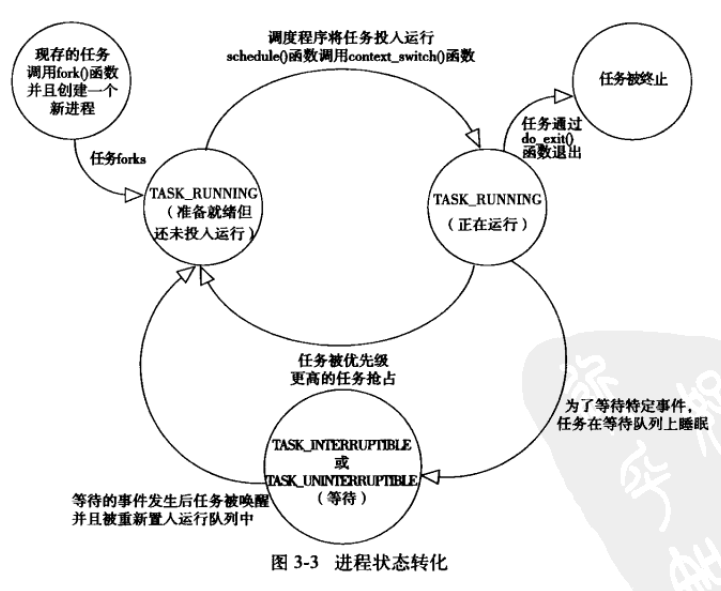 现存的任务
调用fork()函数
并且创建一个
新进程
调度程序将任务投入运行
schedule()函数调用context_switch()函数
任务被终止
任务通过
do_exit()
函数退出
任务forks
TASK_RUNNING
（准备就绪但
还未投入运行）
TASK_RUNNING
（正在运行）
任务被优先级
更高的任务抢占
为了等待特定事件，
任务在等待队列上睡眠
TASK_INTERRUPTIBLE
或
TASK_UNINTERRUPTIBLE
（等待）
等待的事件发生后任务被唤醒
并且被重新置入运行队列中
图 3-3 进程状态转化